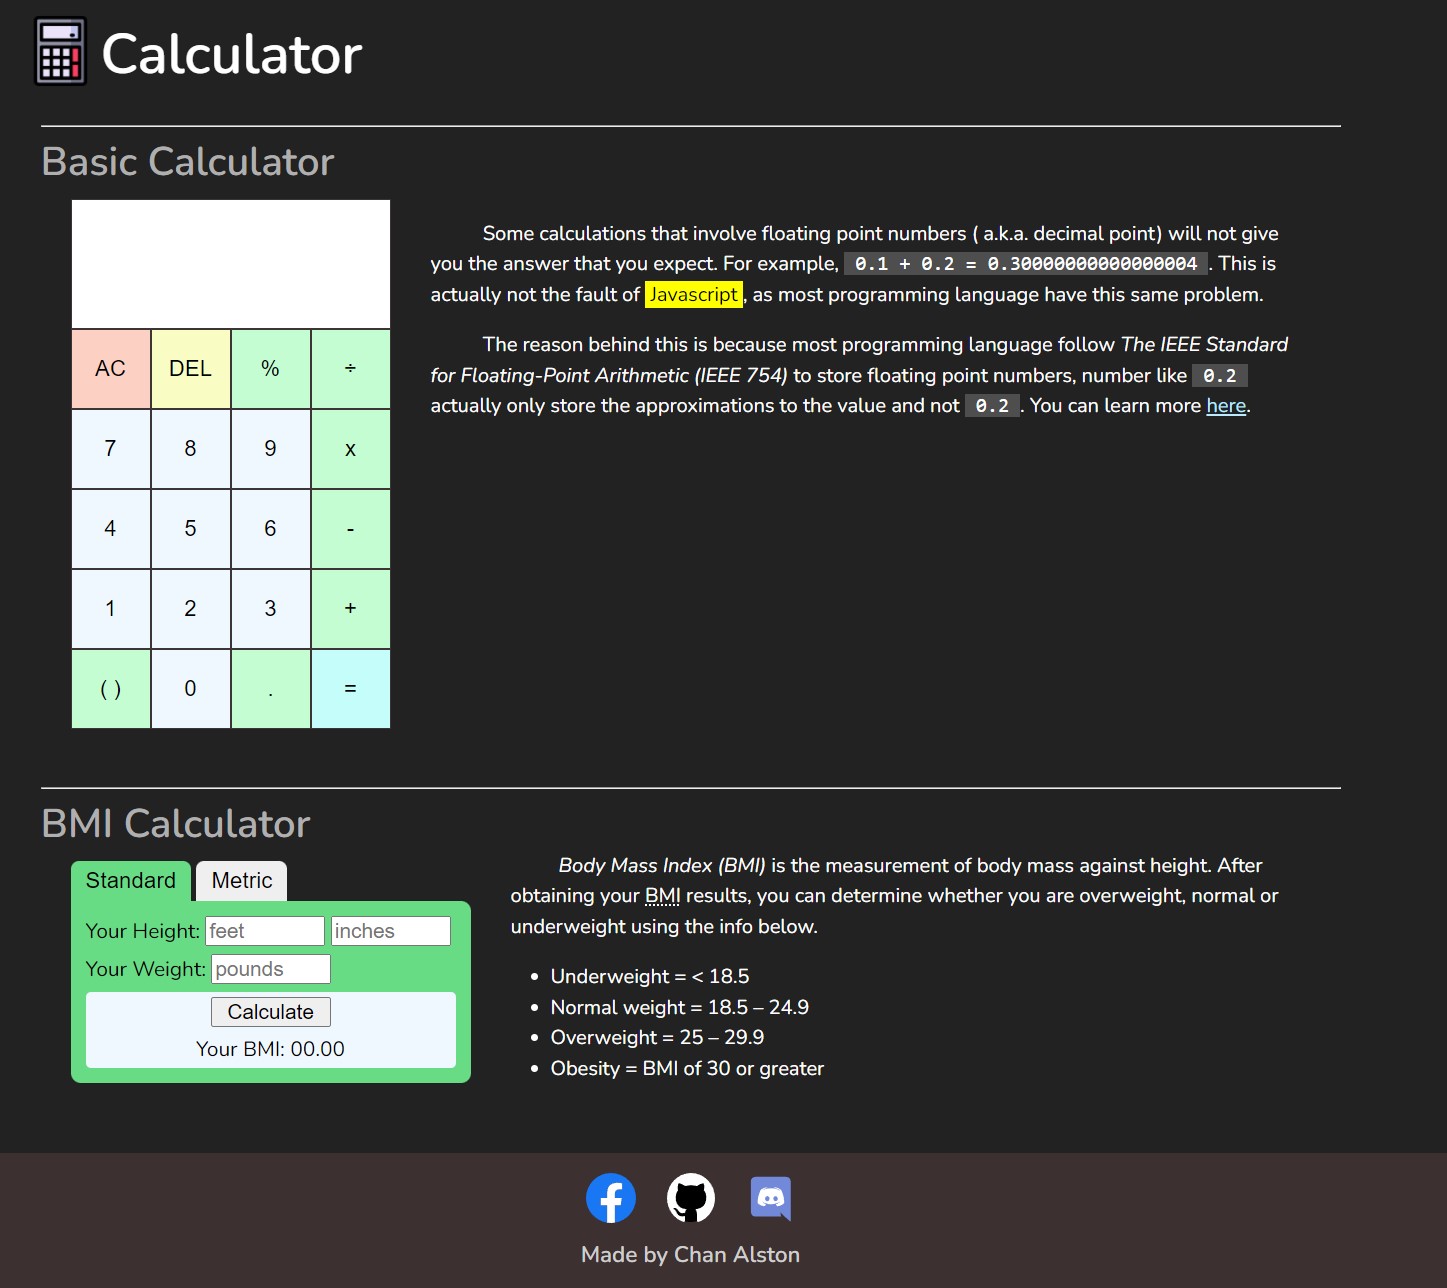 Calculator
Basic Calculator
Some calculations that involve floating point numbers ( a.k.a. decimal point) will not give
you the answer that you expect. For example, 0.1 + 0.2 = 0.30000000000000004 . This is
actually not the fault of Javascript, as most programming language have this same problem.
The reason behind this is because most programming language follow The IEEE Standard
for Floating-Point Arithmetic (IEEE 754) to store floating point numbers, number like 0.2
actually only store the approximations to the value and not 0.2 . You can learn more here.
AC DEL % ÷
7 8 9 x
4 5 6 -
1 2 3 +
( ) 0 . =
BMI Calculator
Standard Metric
Your Height: feet inches
Your Weight: pounds
Calculate
Your BMI: 00.00
Body Mass Index (BMI) is the measurement of body mass against height. After
obtaining your BMI results, you can determine whether you are overweight, normal or
underweight using the info below.
• Underweight = < 18.5
• Normal weight = 18.5 – 24.9
• Overweight = 25 – 29.9
• Obesity = BMI of 30 or greater
Made by Chan Alston